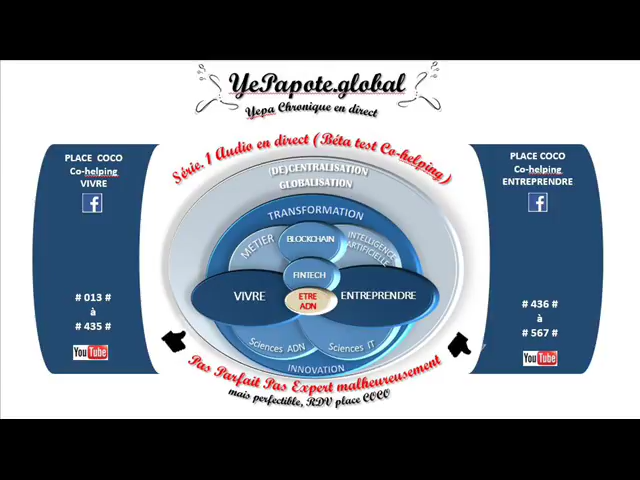 YePapote.global
Yepa Chronique en direct
Série. 1 Audio en direct (Béta test Co-helping)
PLACE COCO
Co-helping
VIVRE
# 013 #
à
# 435 #
YouTube
(DE)CENTRALISATION
GLOBALISATION
TRANSFORMATION
METIER
BLOCKCHAIN
INTELLIGENCE
ARTIFICIELLE
FINTECH
VIVRE
ETRE
ADN
ENTREPRENDRE
Sciences ADN
Sciences IT
INNOVATION
PLACE COCO
Co-helping
ENTREPRENDRE
# 436 #
à
# 567 #
YouTube
Pas Parfait Pas Expert malheureusement
mais perfectible, RDV place COCO